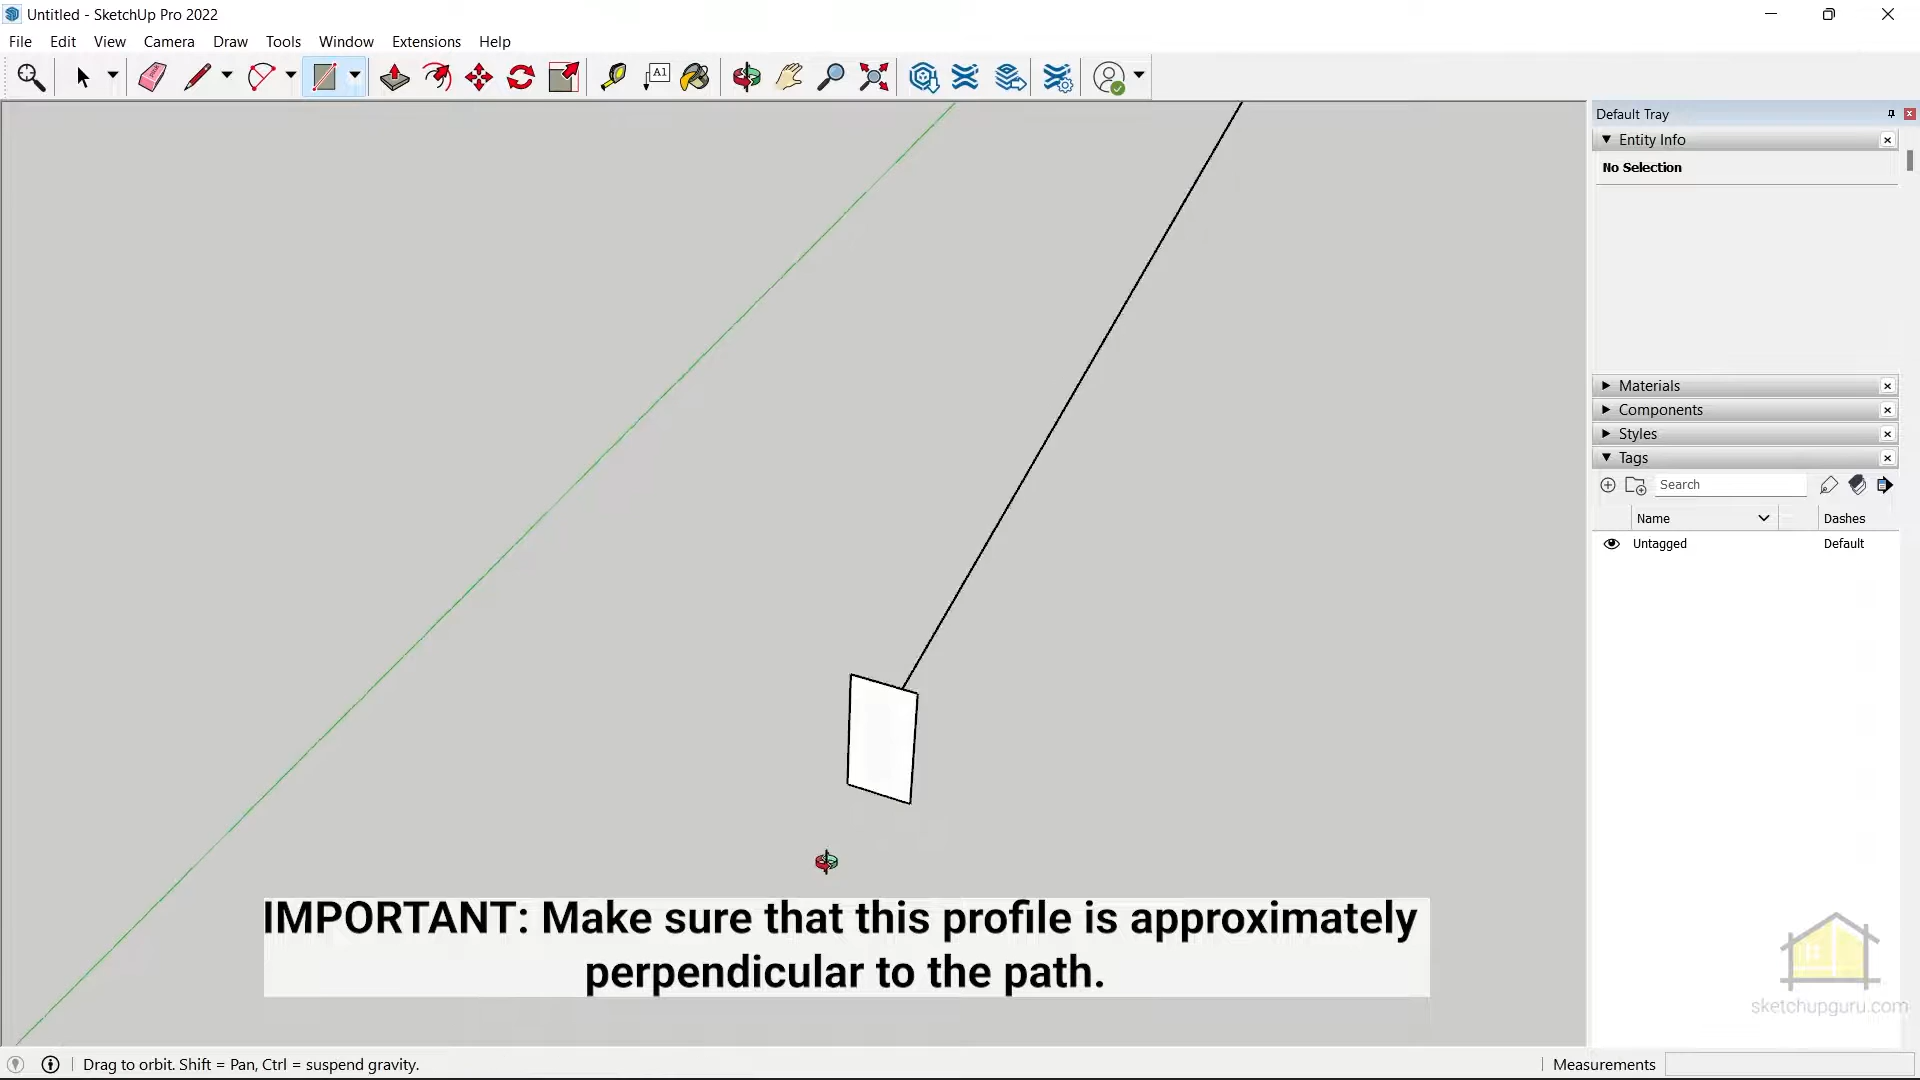 Untitled - SketchUp Pro 2022
File Edit View Camera Draw Tools Window Extensions Help
A1
Default Tray
Entity Info
No Selection
Materials
Components
Styles
Tags
Search
Name Dashes
Untagged Default
IMPORTANT: Make sure that this profile is approximately
perpendicular to the path.
sketchupguru.com
Drag to orbit. Shift = Pan, Ctrl = suspend gravity.
Measurements